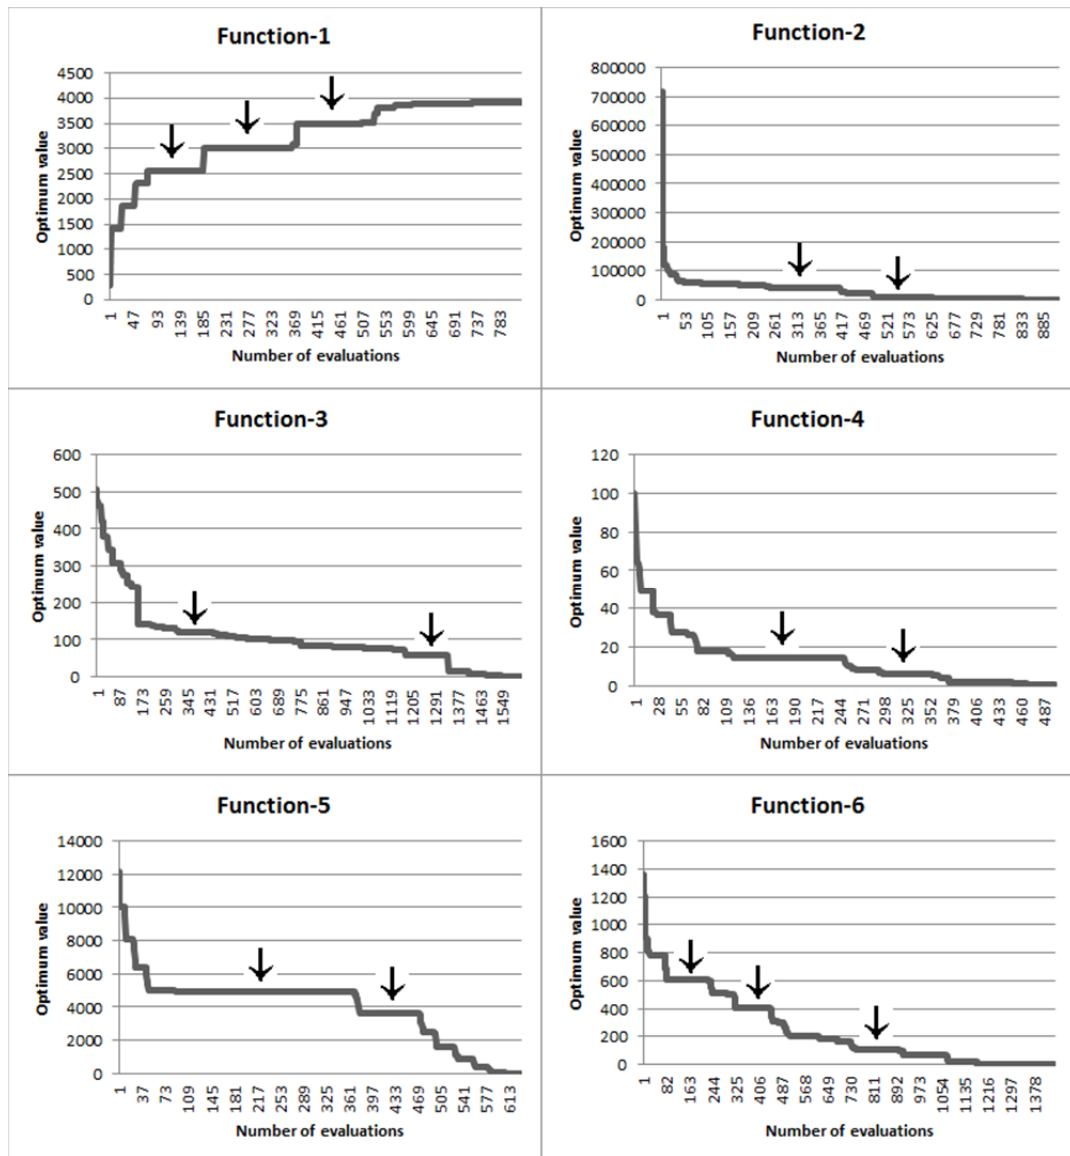 Function-1
Optimum value
4500
4000
3500
3000
2500
2000
1500
1000
500
0
1 47 93 139 185 231 277 323 369 415 461 507 553 599 645 691 737 783
Number of evaluations
Function-2
Optimum value
800000
700000
600000
500000
400000
300000
200000
100000
0
1 53 105 157 209 261 313 365 417 469 521 573 625 677 729 781 833 885
Number of evaluations
Function-3
Optimum value
600
500
400
300
200
100
0
1 87 173 259 345 431 517 603 689 775 861 947 1033 1119 1205 1291 1377 1463 1549
Number of evaluations
Function-4
Optimum value
120
100
80
60
40
20
0
1 28 55 82 109 136 163 190 217 244 271 298 325 352 379 406 433 460 487
Number of evaluations
Function-5
Optimum value
14000
12000
10000
8000
6000
4000
2000
0
1 37 73 109 145 181 217 253 289 325 361 397 433 469 505 541 577 613
Number of evaluations
Function-6
Optimum value
1600
1400
1200
1000
800
600
400
200
0
1 82 163 244 325 406 487 568 649 730 811 892 973 1054 1135 1216 1297 1378
Number of evaluations